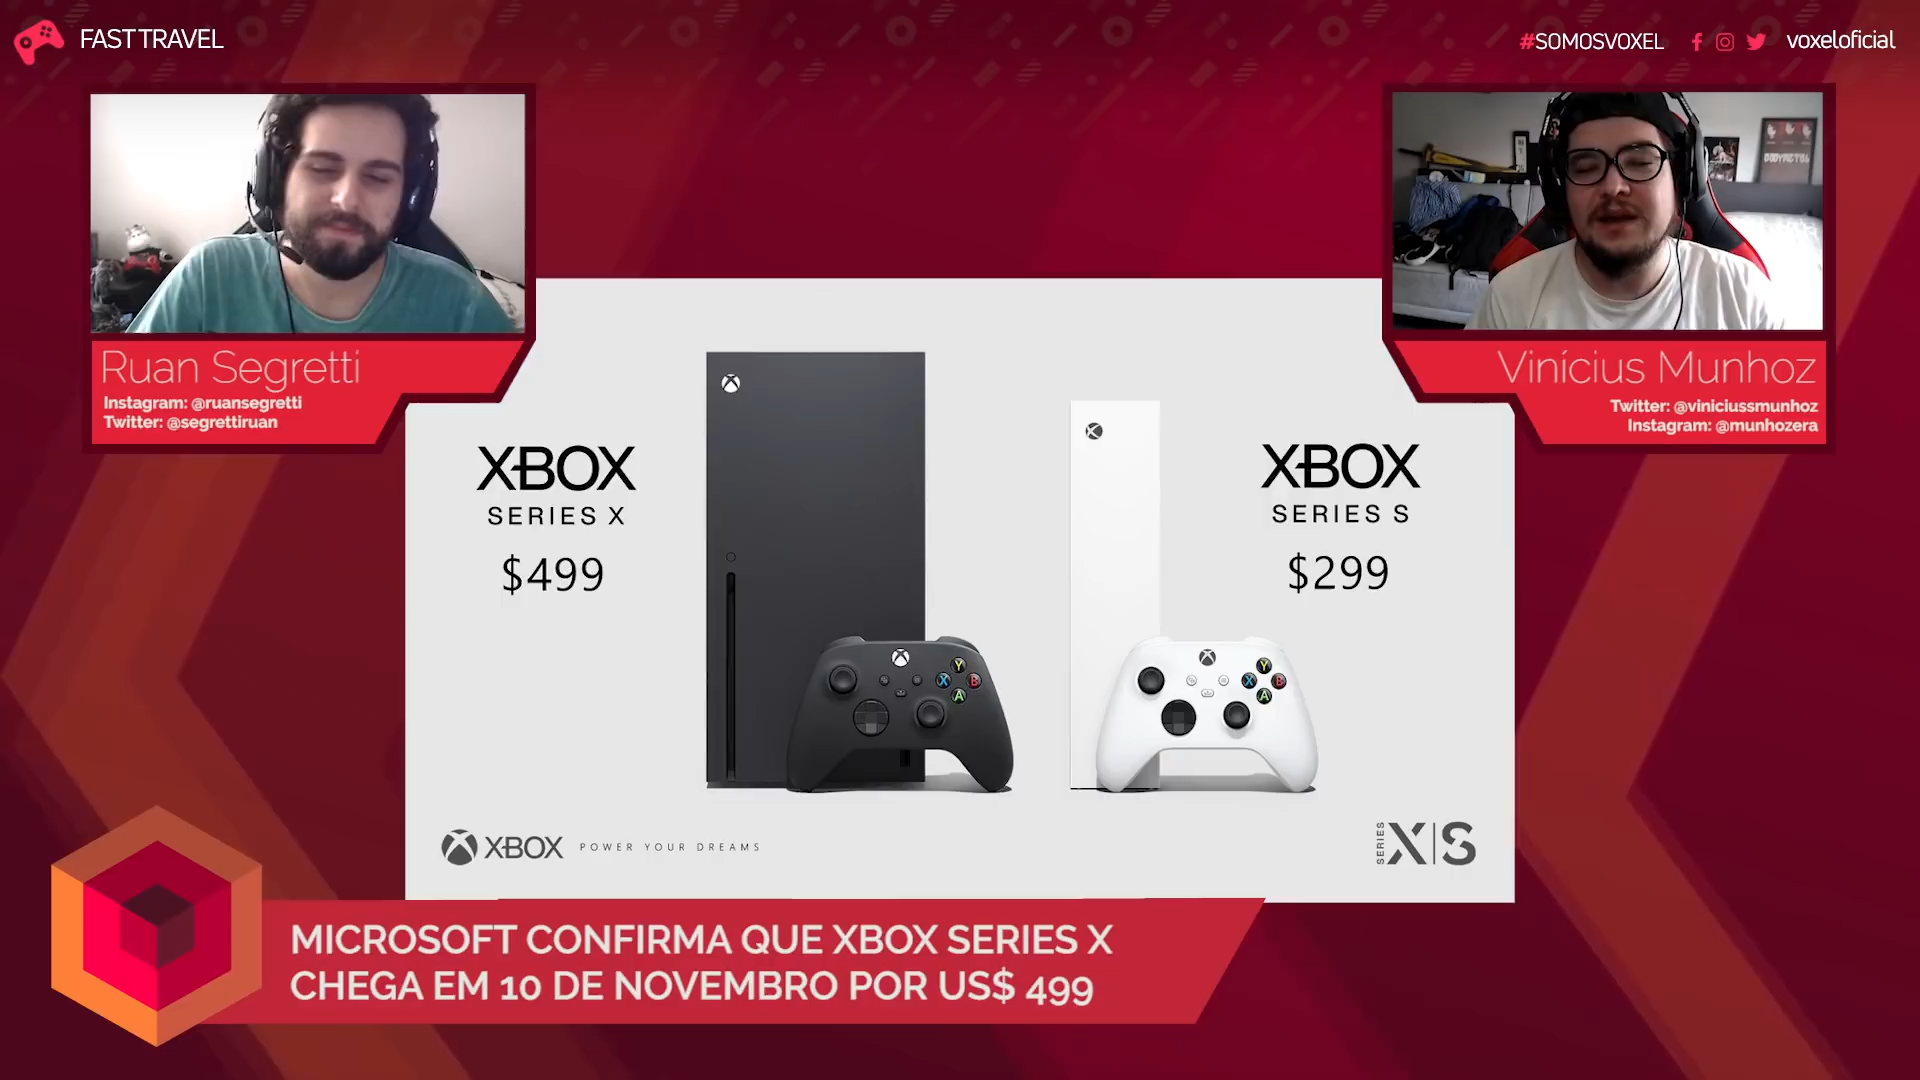 FAST TRAVEL
#SOMOSVOXEL
voxeloficial
Ruan Segretti
Instagram: @ruansegretti
Twitter: @segrettiruan
Vinícius Munhoz
Twitter: @viniciussmunhoz
Instagram: @munhozera
XBOX
SERIES X
$499
XBOX
SERIES S
$299
Y
X
B
A
Y
X
B
A
XBOX
POWER YOUR DREAMS
SERIES
X|S
MICROSOFT CONFIRMA QUE XBOX SERIES X
CHEGA EM 10 DE NOVEMBRO POR US$ 499